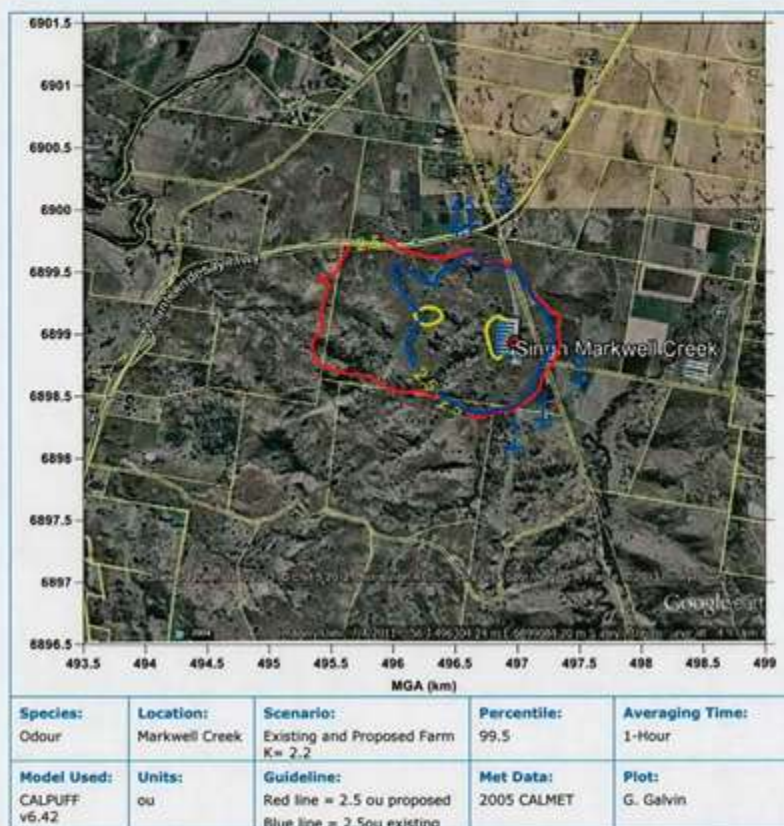 6901.5
6901
6900.5
6900
6899.5
6899
6898.5
6898
6897.5
6897
6896.5
493.5 494 494.5 495 495.5 496 496.5 497 497.5 498 498.5 499
MGA (km)
Singh Markwell Creek
Google earth
Species: Location: Scenario: Percentile: Averaging Time:
Odour Markwell Creek Existing and Proposed Farm 99.5 1-Hour
K= 2.2
Model Used: Units: Guideline: Met Data: Plot:
CALPUFF ou Red line = 2.5 ou proposed 2005 CALMET G. Galvin
v6.42 Blue line = 2.5ou existing